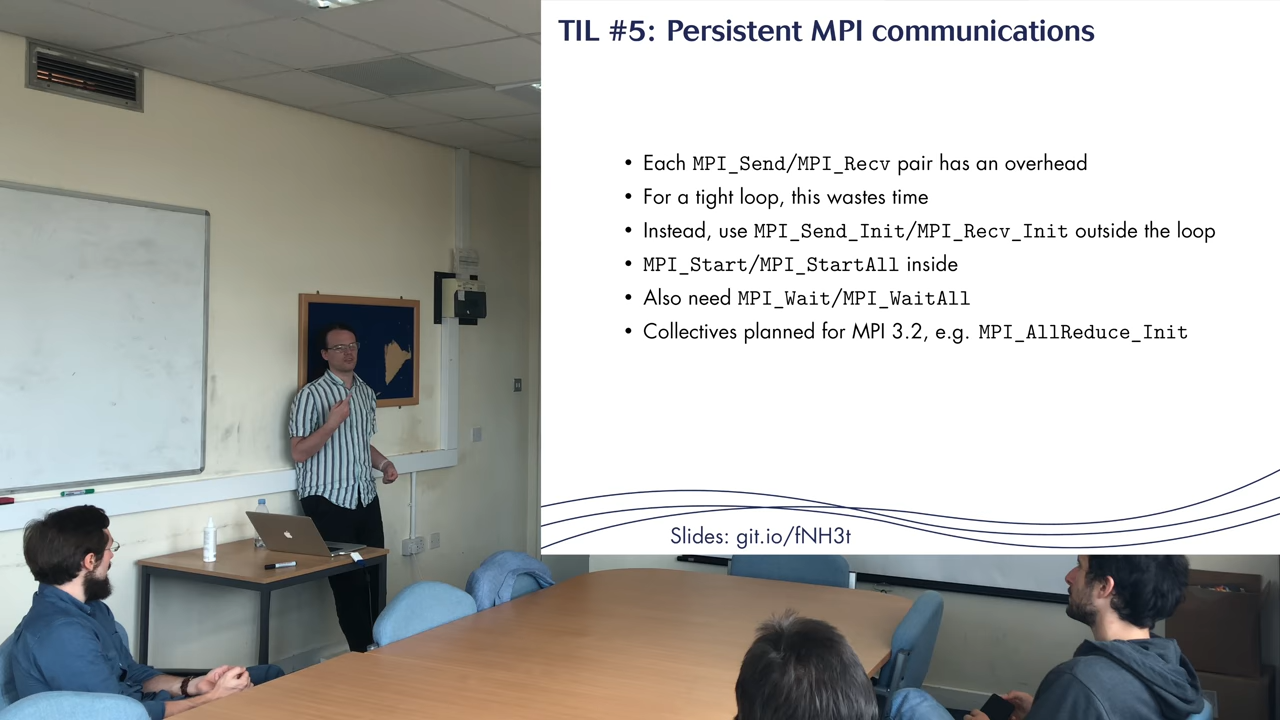 TIL #5: Persistent MPI communications
• Each MPI_Send/MPI_Recv pair has an overhead
• For a tight loop, this wastes time
• Instead, use MPI_Send_Init/MPI_Recv_Init outside the loop
• MPI_Start/MPI_StartAll inside
• Also need MPI_Wait/MPI_WaitAll
• Collectives planned for MPI 3.2, e.g. MPI_AllReduce_Init
Slides: git.io/fNH3t